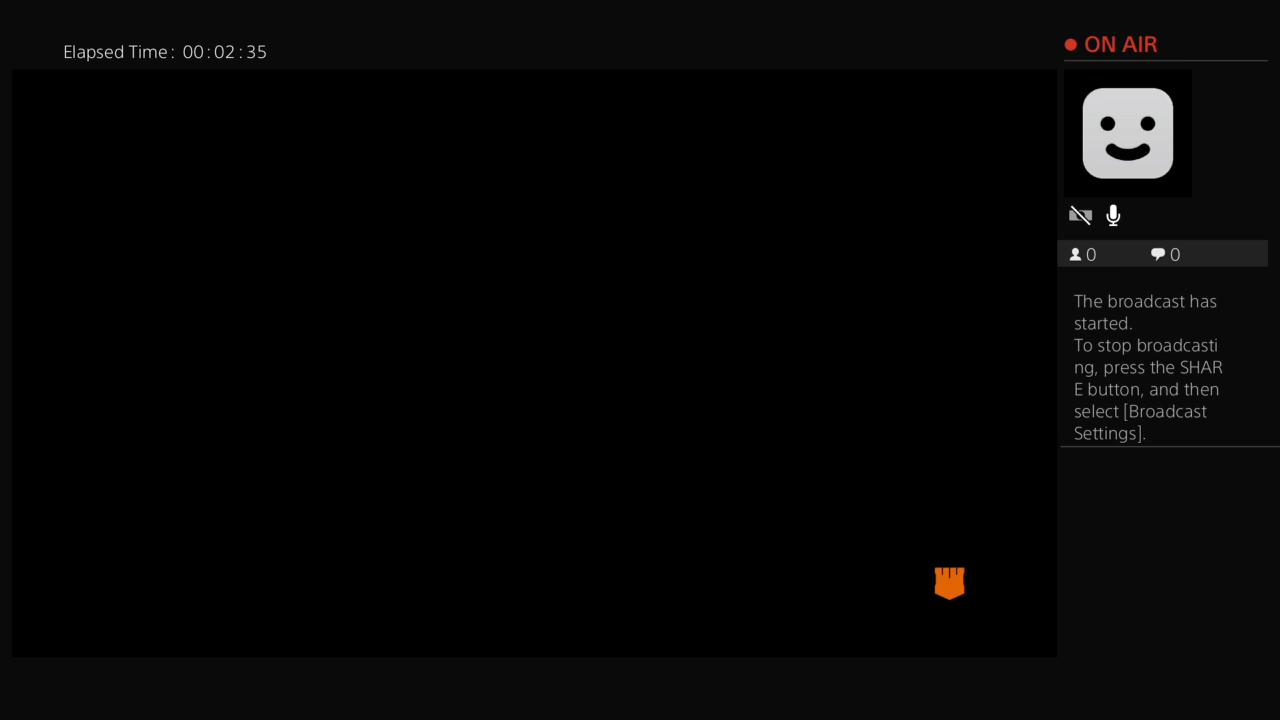 Elapsed Time: 00:02:35
ON AIR
0
0
The broadcast has
started.
To stop broadcasti
ng, press the SHAR
E button, and then
select [Broadcast
Settings].